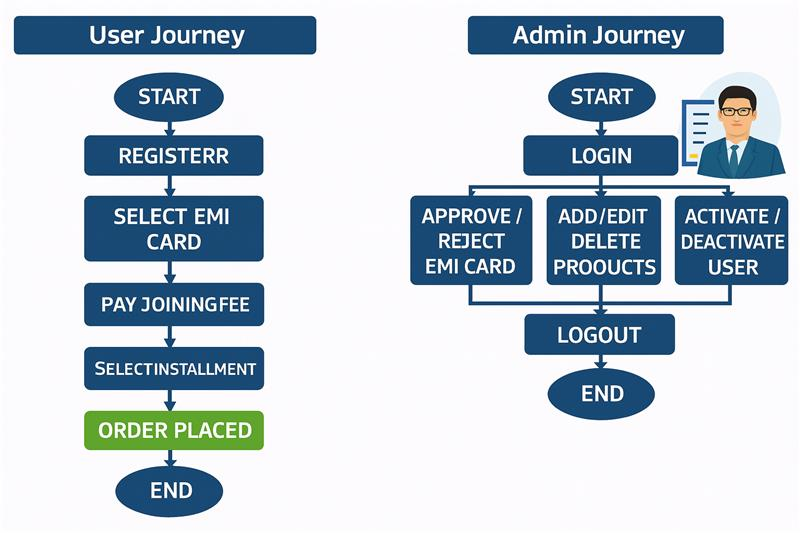 User Journey
START
REGISTERR
SELECT EMI
CARD
PAY JOININGFEE
SELECTINSTALLMENT
ORDER PLACED
END
Admin Journey
START
LOGIN
APPROVE /
REJECT
EMI CARD
ADD/EDIT
DELETE
PROOUCTS
ACTIVATE /
DEACTIVATE
USER
LOGOUT
END